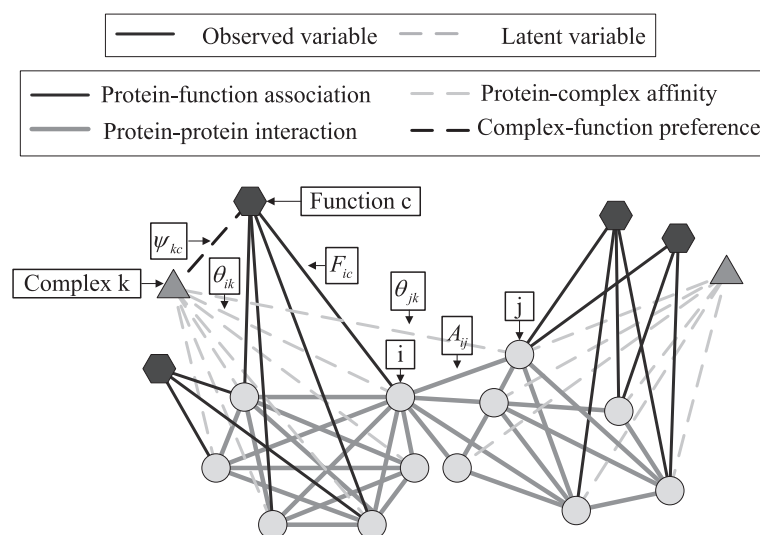 Observed variable Latent variable
Protein-function association Protein-complex affinity
Protein-protein interaction Complex-function preference
Function c
ψkc
Fic
Complex k
θik
θjk
j
Aij
i